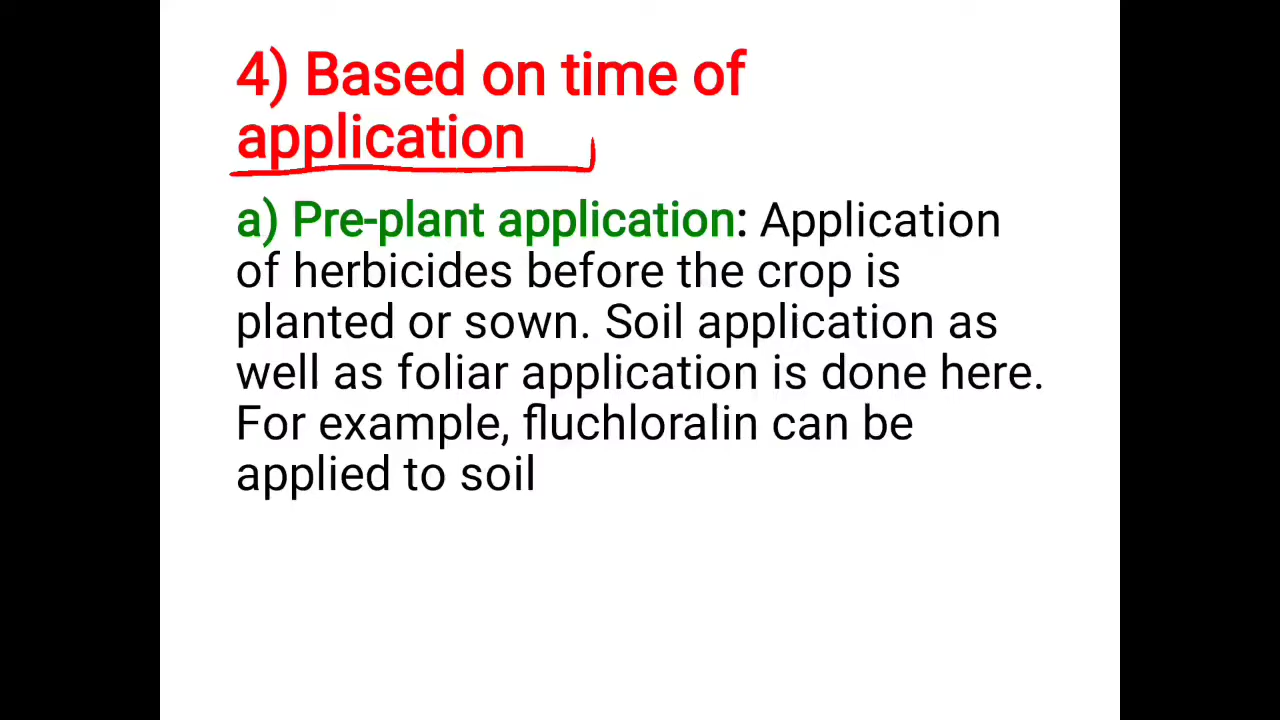 4) Based on time of
application
a) Pre-plant application: Application
of herbicides before the crop is
planted or sown. Soil application as
well as foliar application is done here.
For example, fluchloralin can be
applied to soil